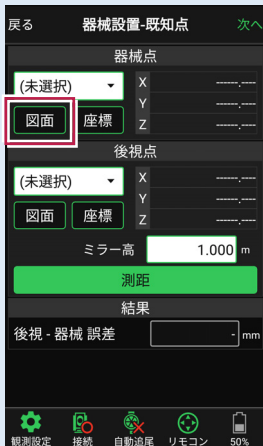 戻る 器械設置-既知点 次へ
器械点
(未選択) X ------.----
Y ------.----
図面 座標 Z ------.----
後視点
(未選択) X ------.----
Y ------.----
図面 座標 Z ------.----
ミラー高 1.000 m
測距
結果
後視 - 器械 誤差 - mm
観測設定 接続 自動追尾 リモコン 50%